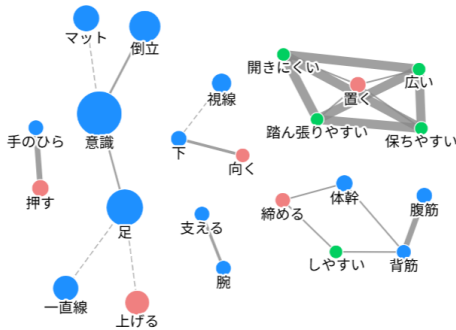 マット
倒立
開きにくい
広い
視線
置く
手のひら
意識
下
踏ん張りやすい
保ちやすい
向く
押す
体幹
腹筋
足
支える
締める
しやすい
背筋
腕
一直線
上げる